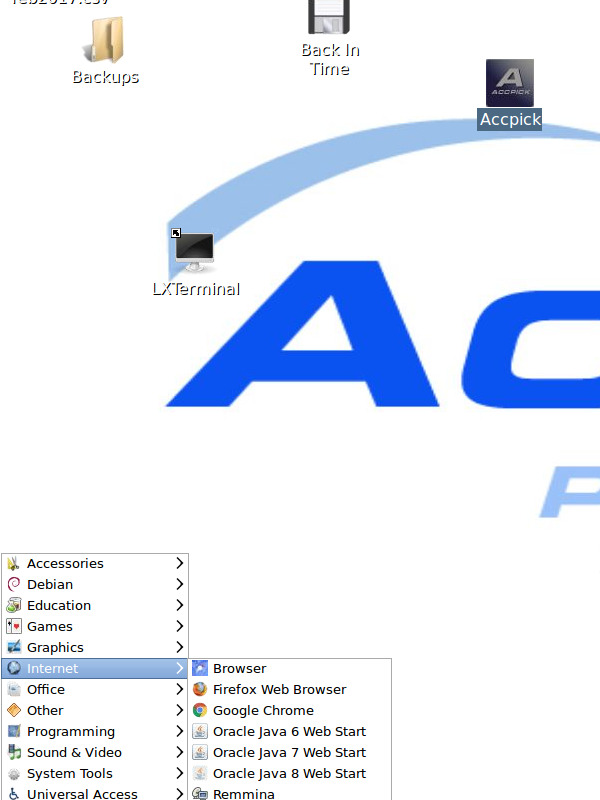 feb2017.csv
Backups
Back In
Time
ACCPICK
Accpick
LXTerminal
Accessories
Debian
Education
Games
Graphics
Internet
Office
Other
Programming
Sound & Video
System Tools
Universal Access
Browser
Firefox Web Browser
Google Chrome
Oracle Java 6 Web Start
Oracle Java 7 Web Start
Oracle Java 8 Web Start
Remmina